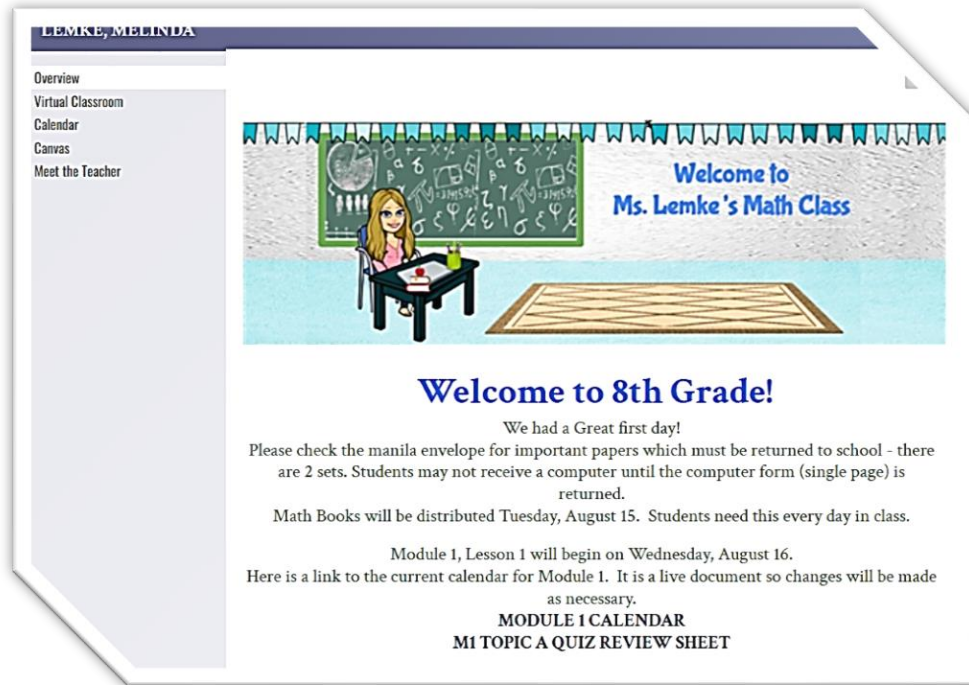 LEMKE, MELINDA
Overview
Virtual Classroom
Calendar
Canvas
Meet the Teacher
Welcome to
Ms. Lemke's Math Class
Welcome to 8th Grade!
We had a Great first day!
Please check the manila envelope for important papers which must be returned to school - there
are 2 sets. Students may not receive a computer until the computer form (single page) is
returned.
Math Books will be distributed Tuesday, August 15. Students need this every day in class.
Module 1, Lesson 1 will begin on Wednesday, August 16.
Here is a link to the current calendar for Module 1. It is a live document so changes will be made
as necessary.
MODULE 1 CALENDAR
M1 TOPIC A QUIZ REVIEW SHEET